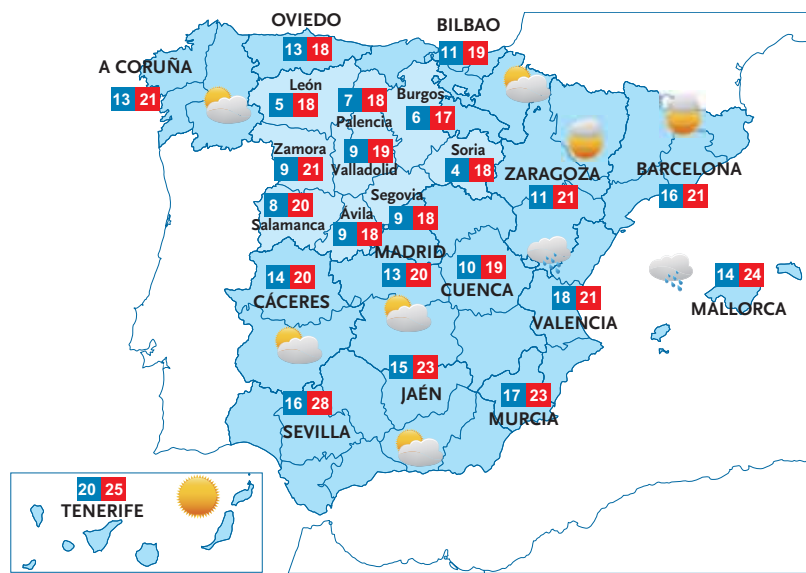 OVIEDO
13 18
BILBAO
11 19
A CORUÑA
13 21
León
5 18
7 18
Palencia
Burgos
6 17
Zamora
9 21
9 19
Valladolid
Soria
4 18
ZARAGOZA
11 21
BARCELONA
16 21
8 20
Salamanca
Segovia
9 18
Ávila
9 18
MADRID
13 20
10 19
CUENCA
14 20
CÁCERES
18 21
VALENCIA
14 24
MALLORCA
15 23
JAÉN
16 28
SEVILLA
17 23
MURCIA
20 25
TENERIFE